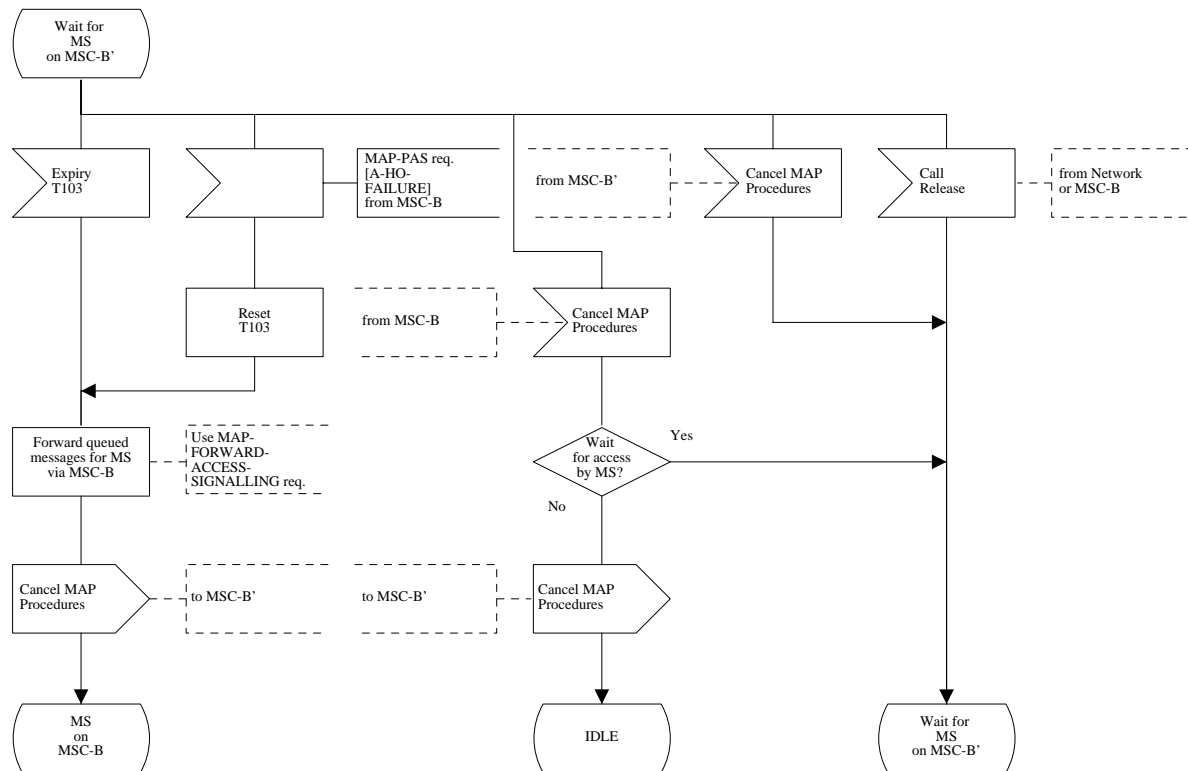 Wait for
MS
on MSC-B’
Expiry
T103
MAP-PAS req.
[A-HO-
FAILURE]
from MSC-B
from MSC-B’
Cancel MAP
Procedures
Call
Release
from Network
or MSC-B
Reset
T103
from MSC-B
Cancel MAP
Procedures
Forward queued
messages for MS
via MSC-B
Use MAP-
FORWARD-
ACCESS-
SIGNALLING req.
Wait
for access
by MS?
Yes
No
Cancel MAP
Procedures
to MSC-B’
to MSC-B’
Cancel MAP
Procedures
MS
on
MSC-B
IDLE
Wait for
MS
on MSC-B’